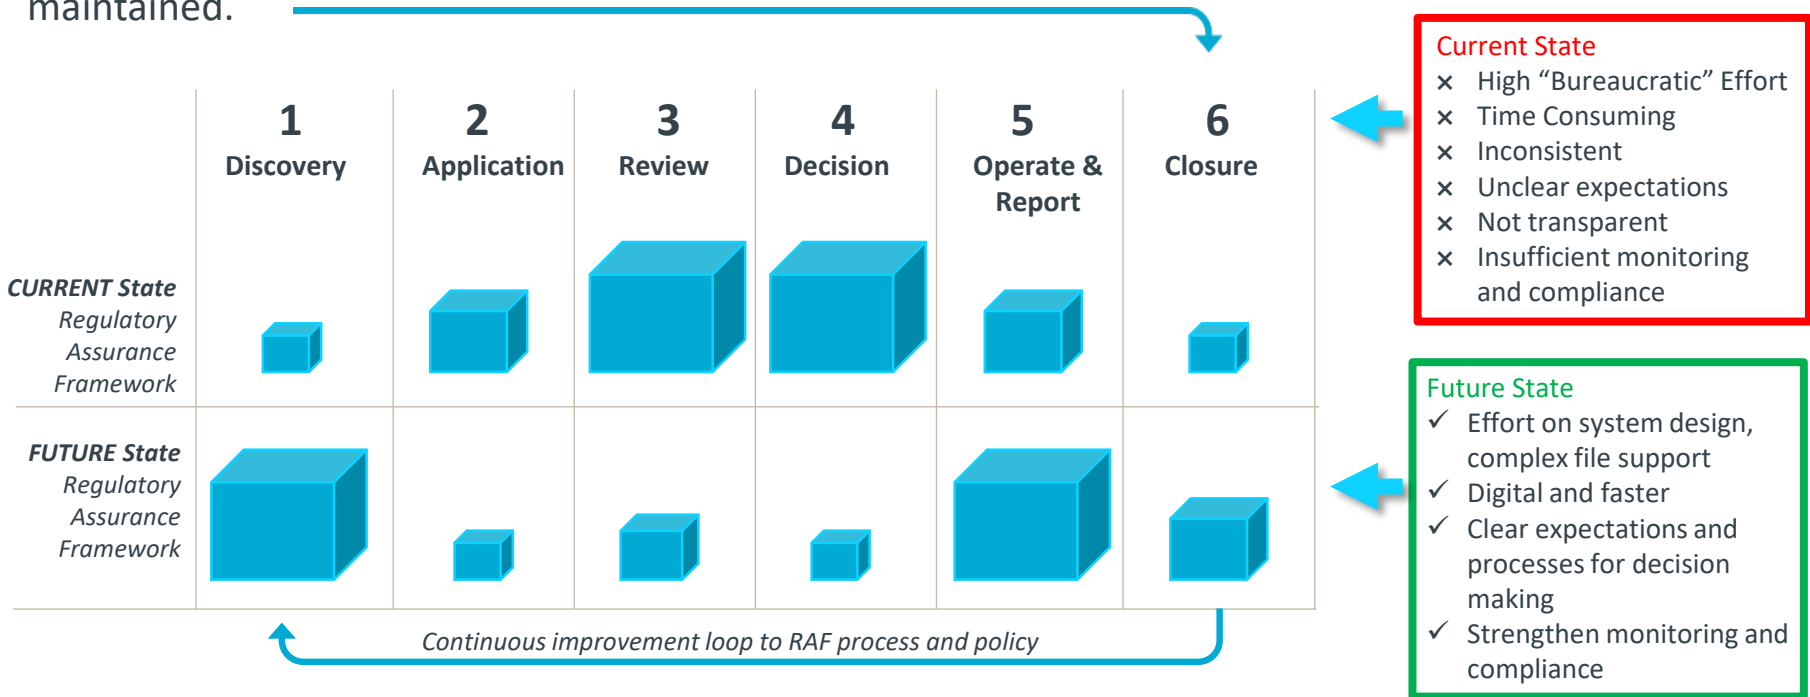 maintained.
1
Discovery
2
Application
3
Review
4
Decision
5
Operate &
Report
6
Closure
CURRENT State
Regulatory
Assurance
Framework
FUTURE State
Regulatory
Assurance
Framework
Continuous improvement loop to RAF process and policy
Current State
× High “Bureaucratic” Effort
× Time Consuming
× Inconsistent
× Unclear expectations
× Not transparent
× Insufficient monitoring
and compliance
Future State
✓ Effort on system design,
complex file support
✓ Digital and faster
✓ Clear expectations and
processes for decision
making
✓ Strengthen monitoring and
compliance